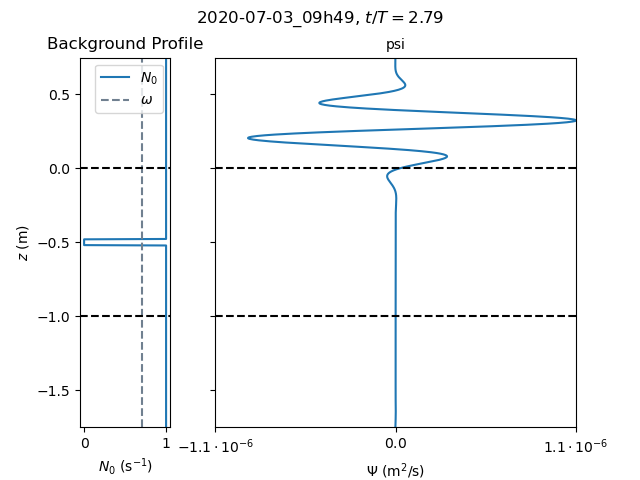 2020-07-03_09h49, t/T = 2.79
Background Profile
psi
N₀
ω
0.5
0.0
−0.5
−1.0
−1.5
z (m)
0 1
N₀ (s⁻¹)
−1.1 · 10⁻⁶ 0.0 1.1 · 10⁻⁶
Ψ (m²/s)